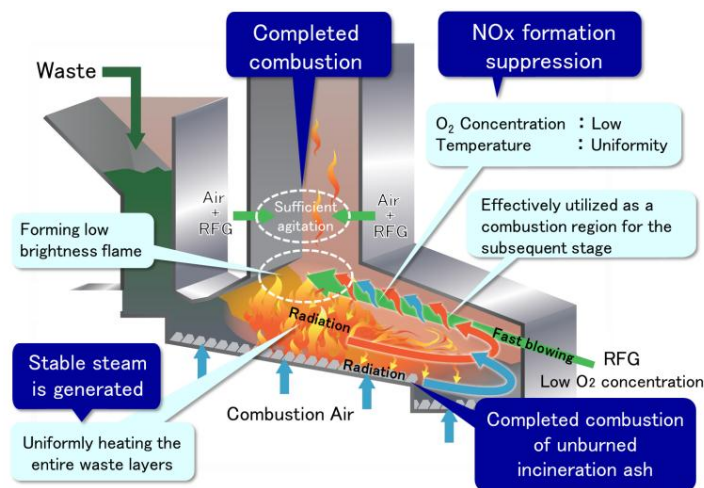 Completed
combustion
NOx formation
suppression
Waste
O₂ Concentration : Low
Temperature : Uniformity
Air
+
RFG
Sufficient
agitation
Air
+
RFG
Effectively utilized as a
combustion region for the
subsequent stage
Forming low
brightness flame
Radiation
Fast blowing
RFG
Low O₂ concentration
Radiation
Stable steam
is generated
Combustion Air
Completed combustion
of unburned
incineration ash
Uniformly heating the
entire waste layers